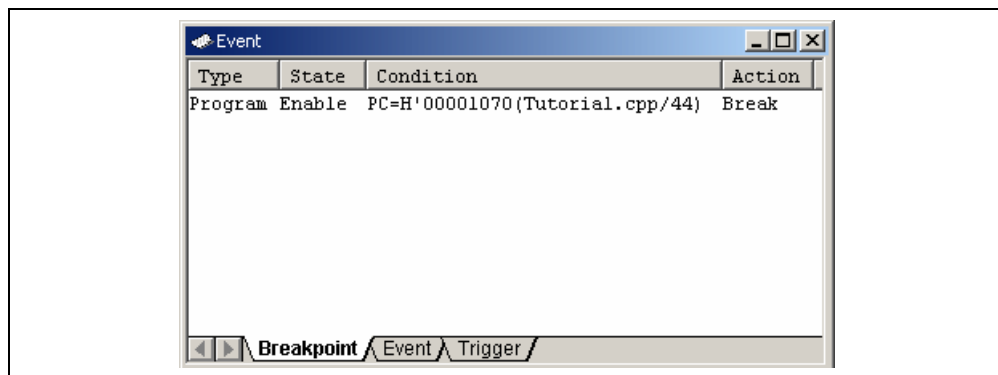 Event
Type State Condition Action
Program Enable PC=H'00001070(Tutorial.cpp/44) Break
Breakpoint Event Trigger